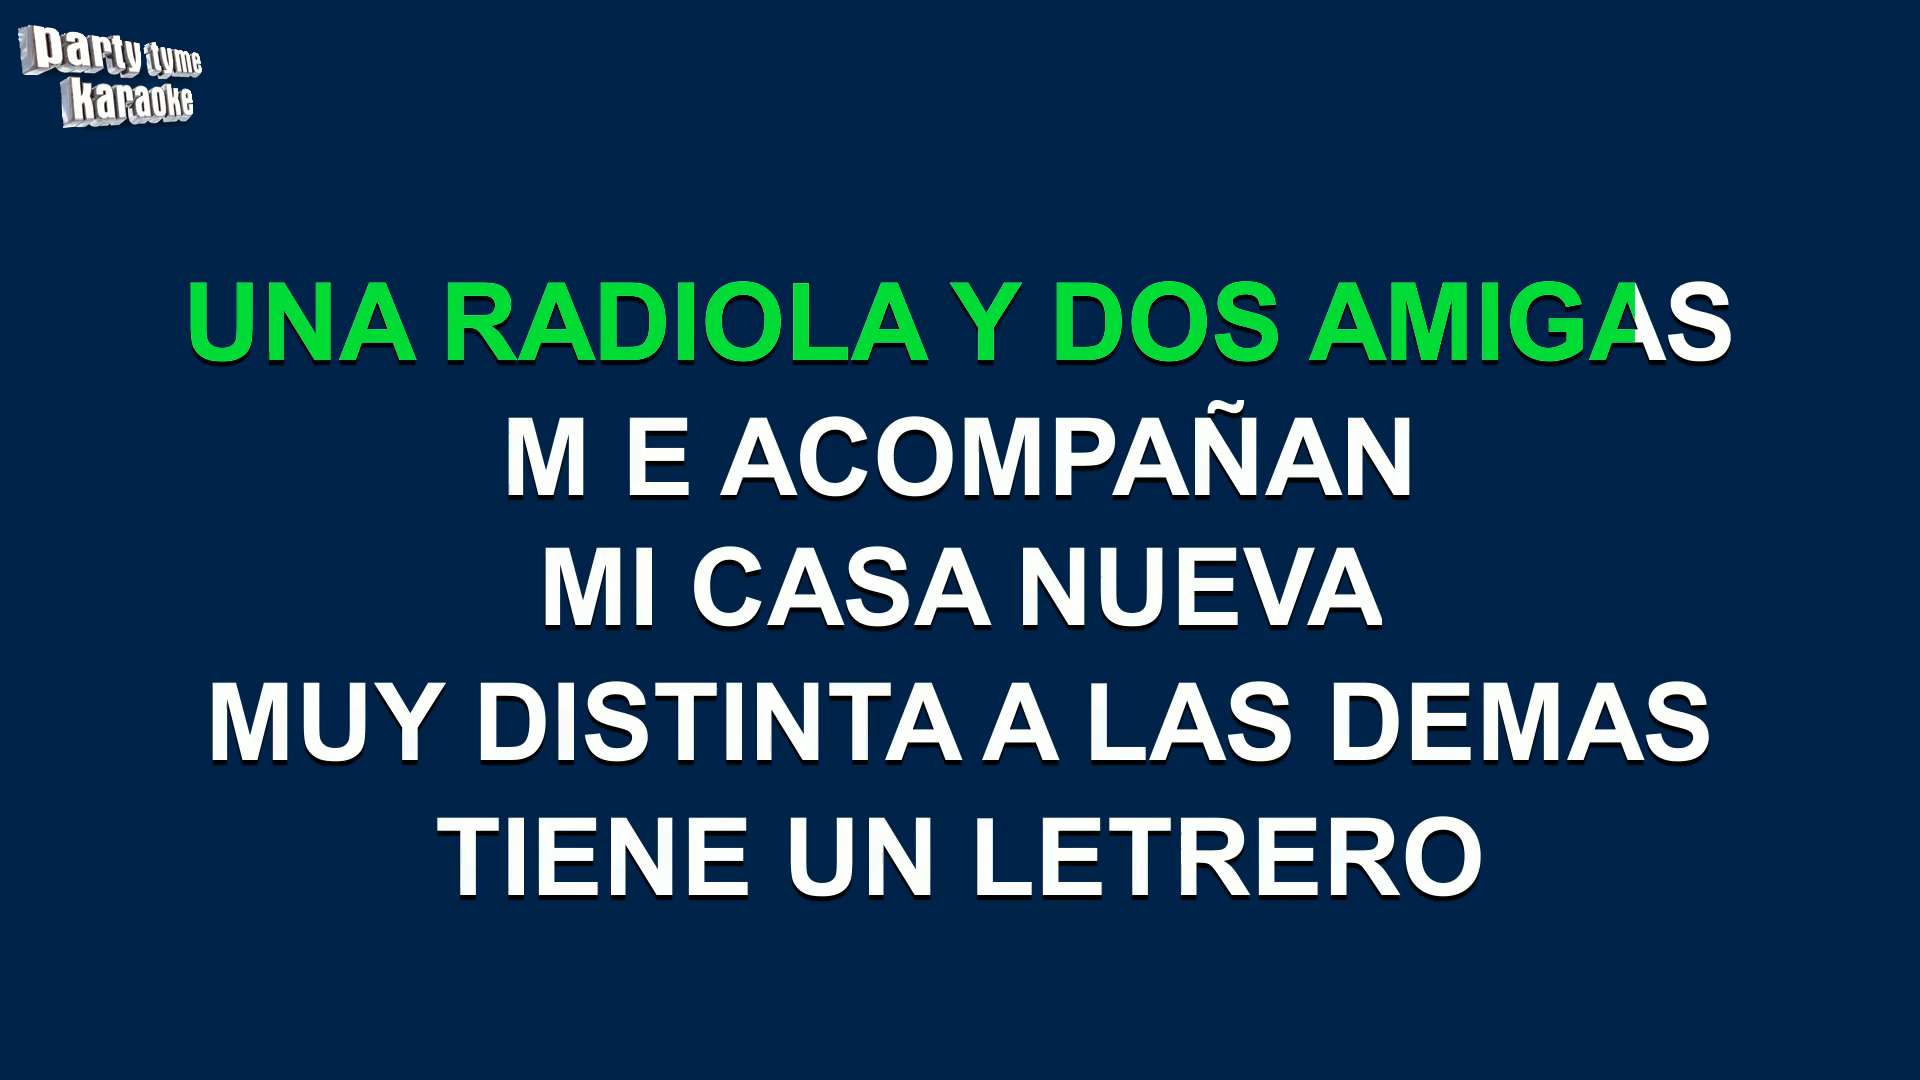 party tyme
karaoke
UNA RADIOLA Y DOS AMIGAS
M E ACOMPAÑAN
MI CASA NUEVA
MUY DISTINTA A LAS DEMAS
TIENE UN LETRERO